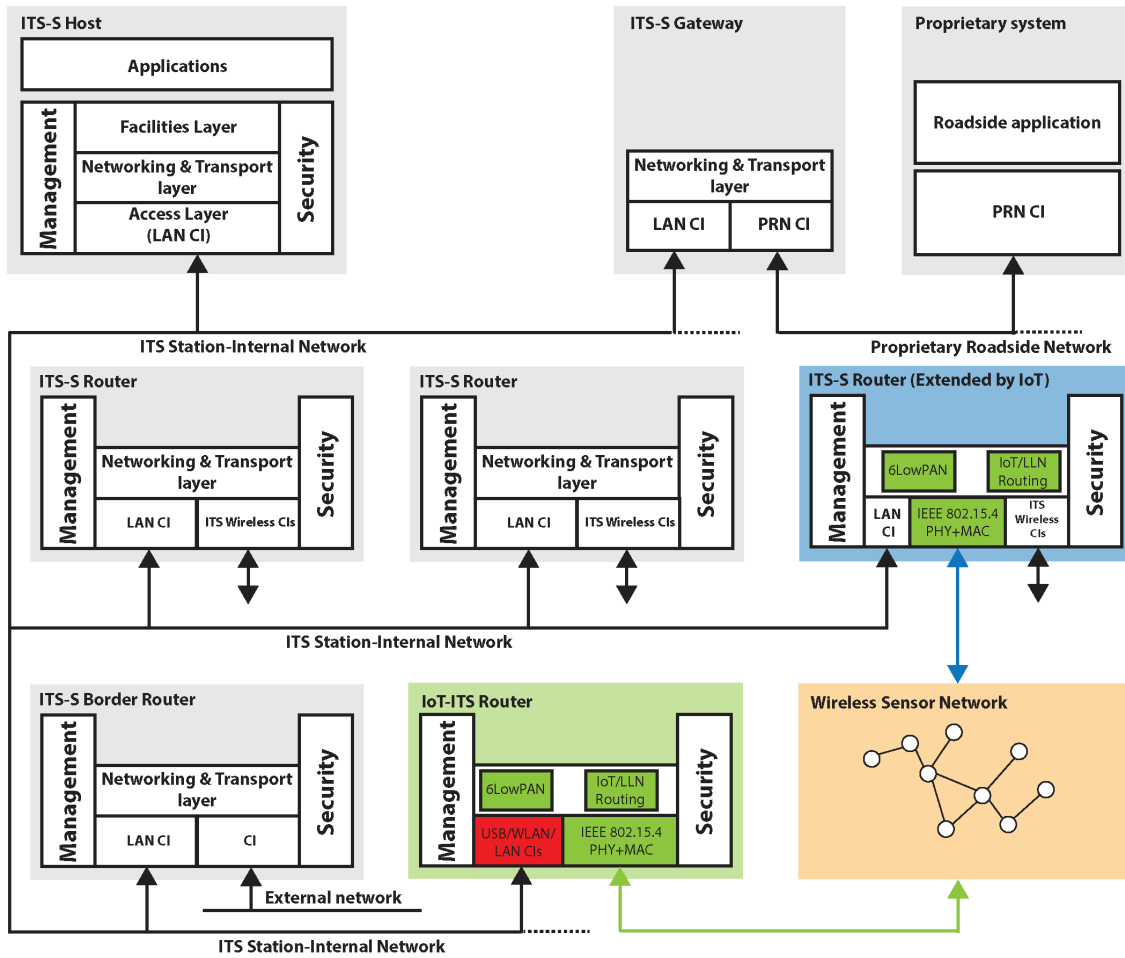 ITS-S Host
Applications
Management
Facilities Layer
Networking & Transport
layer
Access Layer
(LAN CI)
Security
ITS-S Gateway
Networking & Transport
layer
LAN CI
PRN CI
Proprietary system
Roadside application
PRN CI
ITS Station-Internal Network
Proprietary Roadside Network
ITS-S Router
Management
Networking & Transport
layer
LAN CI
ITS Wireless CIs
Security
ITS-S Router
Management
Networking & Transport
layer
LAN CI
ITS Wireless CIs
Security
ITS-S Router (Extended by IoT)
Management
6LowPAN
IoT/LLN
Routing
LAN
CI
IEEE 802.15.4
PHY+MAC
ITS
Wireless
CIs
Security
ITS Station-Internal Network
ITS-S Border Router
Management
Networking & Transport
layer
LAN CI
CI
Security
External network
IoT-ITS Router
Management
6LowPAN
IoT/LLN
Routing
USB/WLAN/
LAN CIs
IEEE 802.15.4
PHY+MAC
Security
Wireless Sensor Network
ITS Station-Internal Network